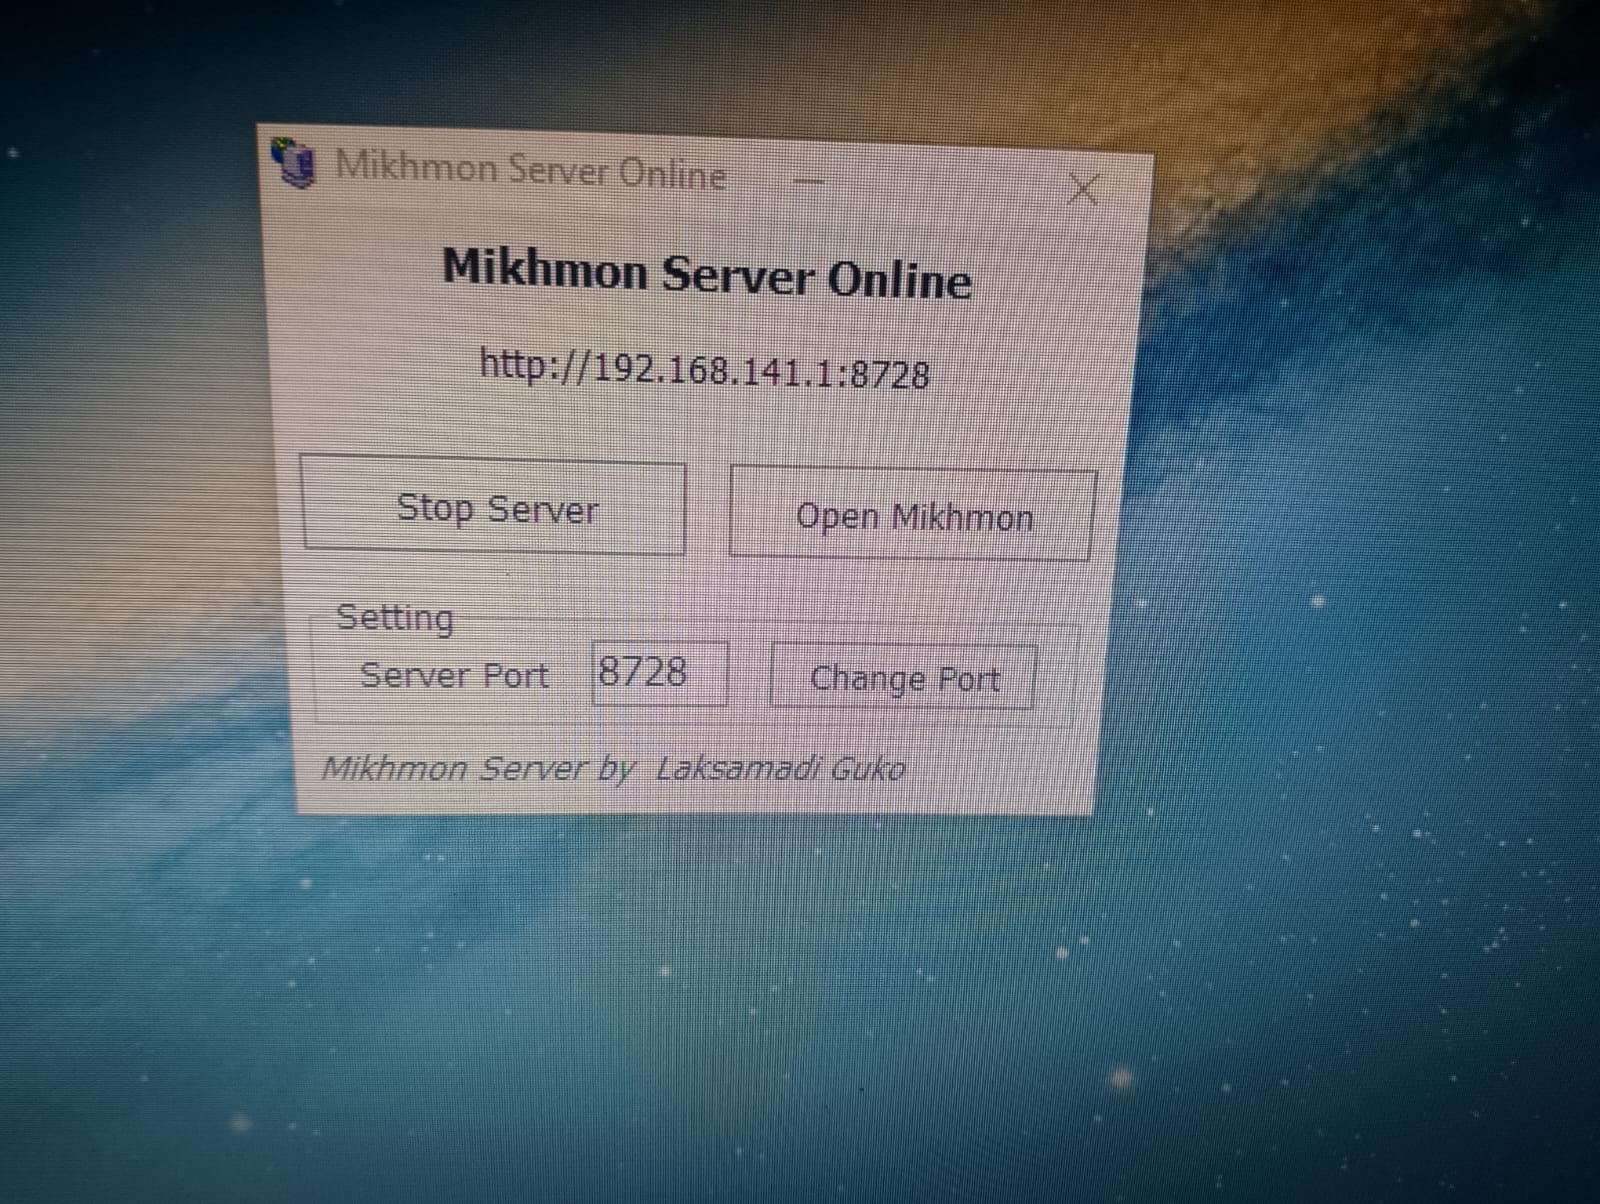 Mikhmon Server Online
Mikhmon Server Online
http://192.168.141.1:8728
Stop Server
Open Mikhmon
Setting
Server Port
8728
Change Port
Mikhmon Server by Laksamadi Guko